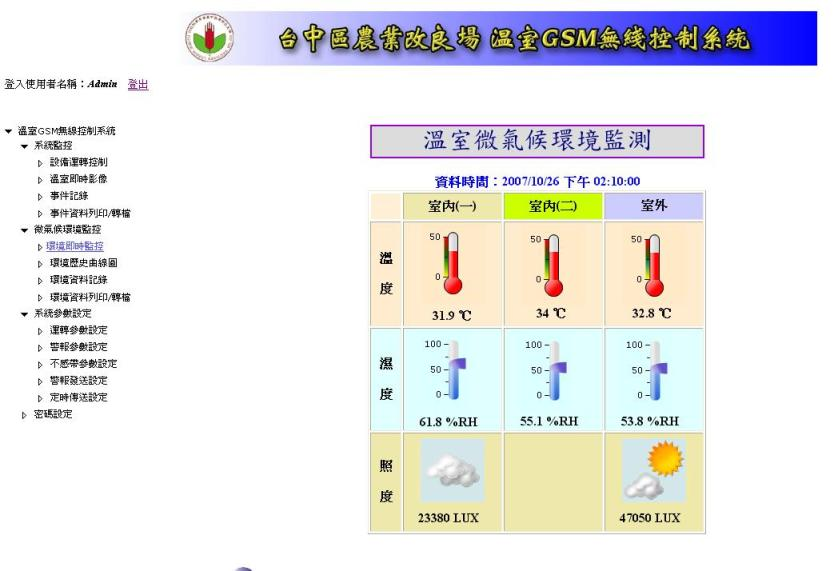 台中區農業改良場 溫室GSM無綫控制系統
登入使用者名稱：Admin 登出
▼ 溫室GSM無線控制系統
▼ 系統監控
▷ 設備運轉控制
▷ 溫室即時影像
▷ 事件記錄
▷ 事件資料列印/轉檔
▼ 微氣候環境監控
▷ 環境即時監控
▷ 環境歷史曲線圖
▷ 環境資料記錄
▷ 環境資料列印/轉檔
▼ 系統參數設定
▷ 運轉參數設定
▷ 警報參數設定
▷ 不感帶參數設定
▷ 警報發送設定
▷ 定時傳送設定
▷ 密碼設定
溫室微氣候環境監測
資料時間：2007/10/26 下午 02:10:00
室內(一) 室內(二) 室外
溫度
50 50 50
0 0 0
31.9 ℃ 34 ℃ 32.8 ℃
濕度
100 100 100
50 50 50
0 0 0
61.8 %RH 55.1 %RH 53.8 %RH
照度
23380 LUX 47050 LUX